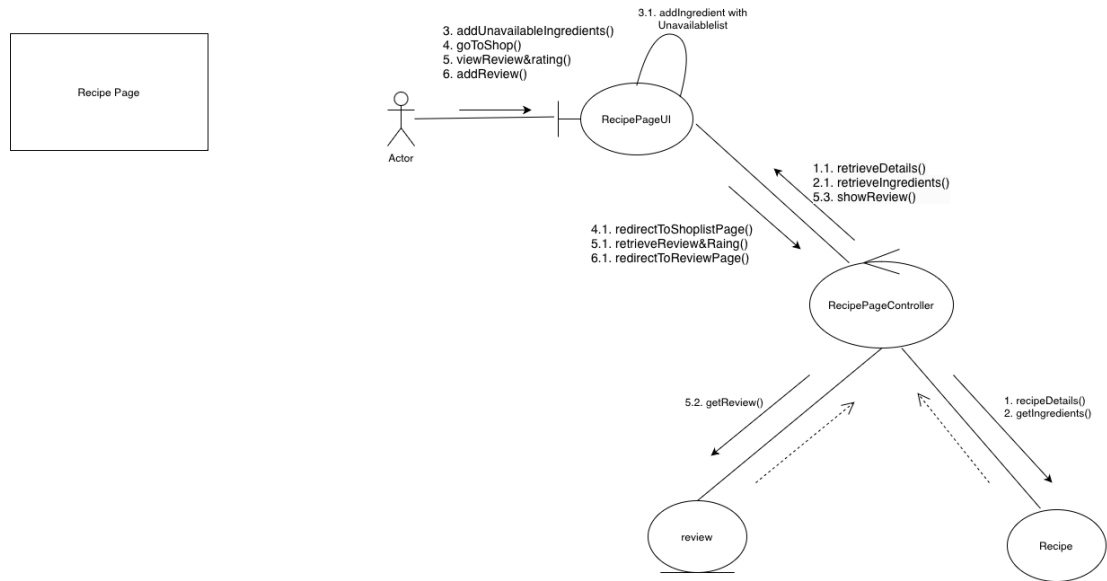 3.1. addIngredient with
Unavailablelist
3. addUnavailableIngredients()
4. goToShop()
5. viewReview&rating()
6. addReview()
Recipe Page
RecipePageUI
Actor
1.1. retrieveDetails()
2.1. retrieveIngredients()
5.3. showReview()
4.1. redirectToShoplistPage()
5.1. retrieveReview&Raing()
6.1. redirectToReviewPage()
RecipePageController
5.2. getReview()
1. recipeDetails()
2. getIngredients()
review
Recipe